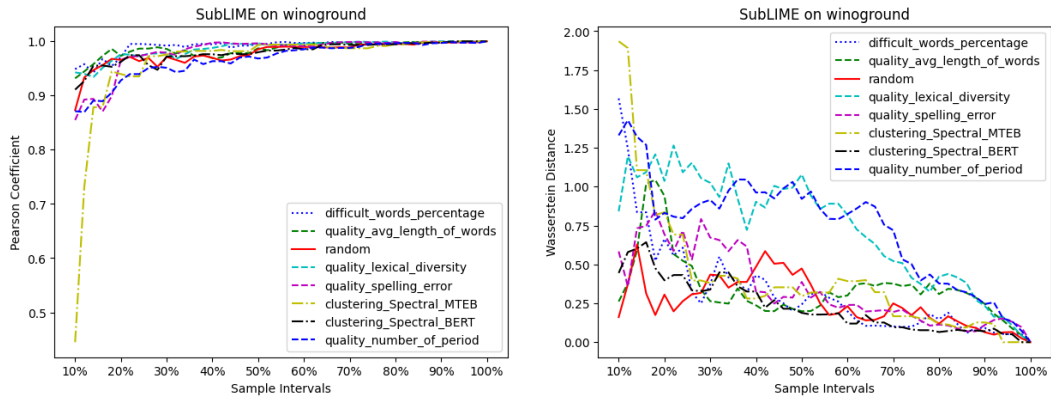 SubLIME on winoground
Pearson Coefficient
1.0
0.9
0.8
0.7
0.6
0.5
difficult_words_percentage
quality_avg_length_of_words
random
quality_lexical_diversity
quality_spelling_error
clustering_Spectral_MTEB
clustering_Spectral_BERT
quality_number_of_period
10% 20% 30% 40% 50% 60% 70% 80% 90% 100%
Sample Intervals
SubLIME on winoground
Wasserstein Distance
2.00
1.75
1.50
1.25
1.00
0.75
0.50
0.25
0.00
difficult_words_percentage
quality_avg_length_of_words
random
quality_lexical_diversity
quality_spelling_error
clustering_Spectral_MTEB
clustering_Spectral_BERT
quality_number_of_period
10% 20% 30% 40% 50% 60% 70% 80% 90% 100%
Sample Intervals